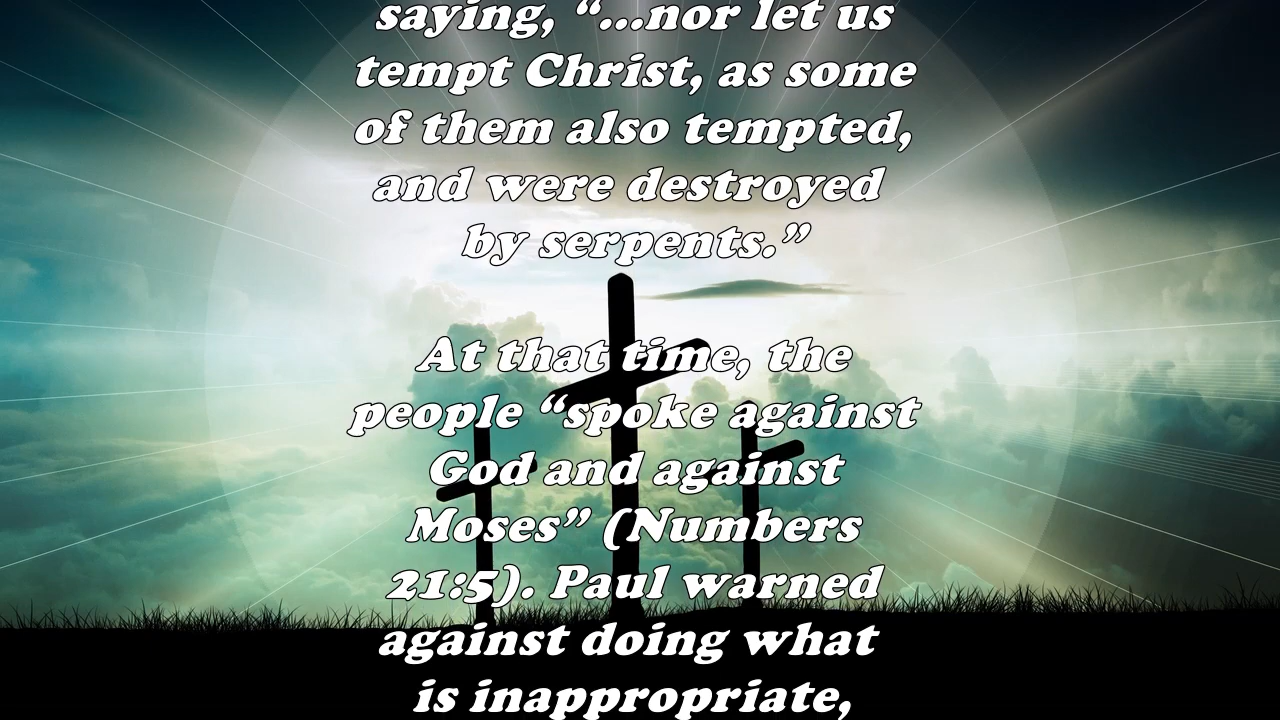 saying, “...nor let us
tempt Christ, as some
of them also tempted,
and were destroyed
by serpents.”
At that time, the
people “spoke against
God and against
Moses” (Numbers
21:5). Paul warned
against doing what
is inappropriate,